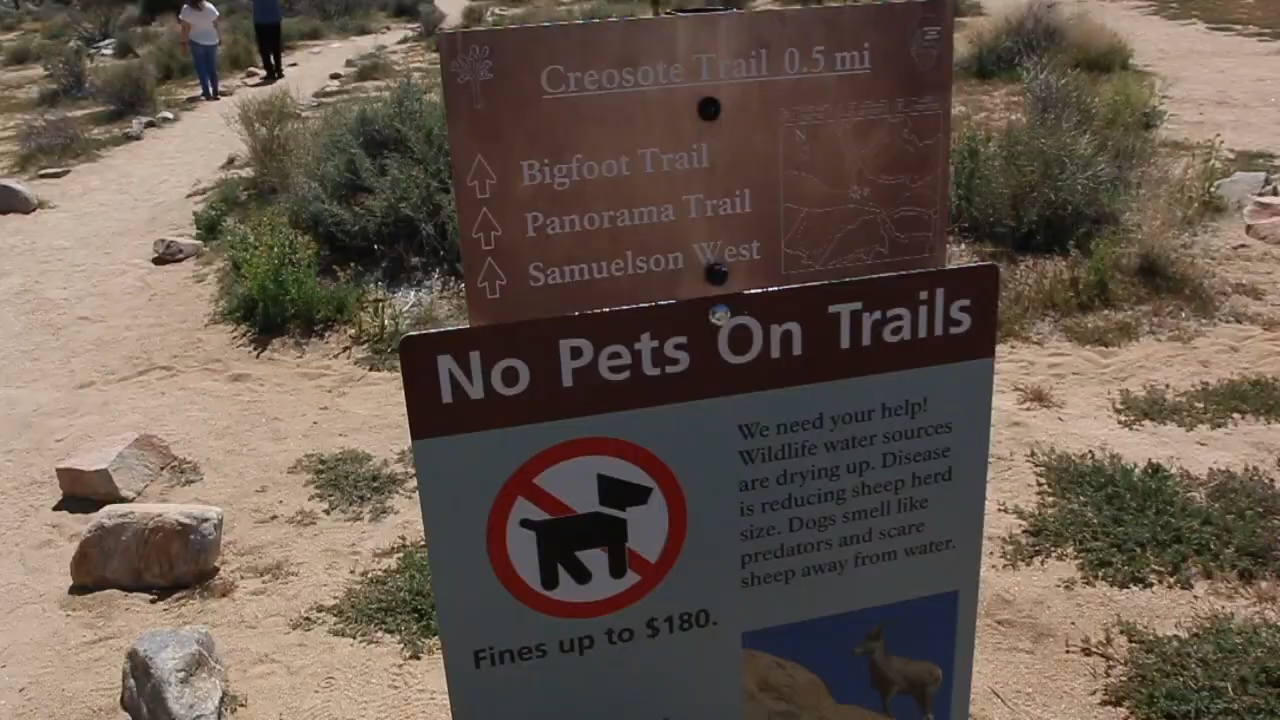 Creosote Trail 0.5 mi
N
Bigfoot Trail
Panorama Trail
Samuelson West
No Pets On Trails
We need your help!
Wildlife water sources
are drying up. Disease
is reducing sheep herd
size. Dogs smell like
predators and scare
sheep away from water.
Fines up to $180.